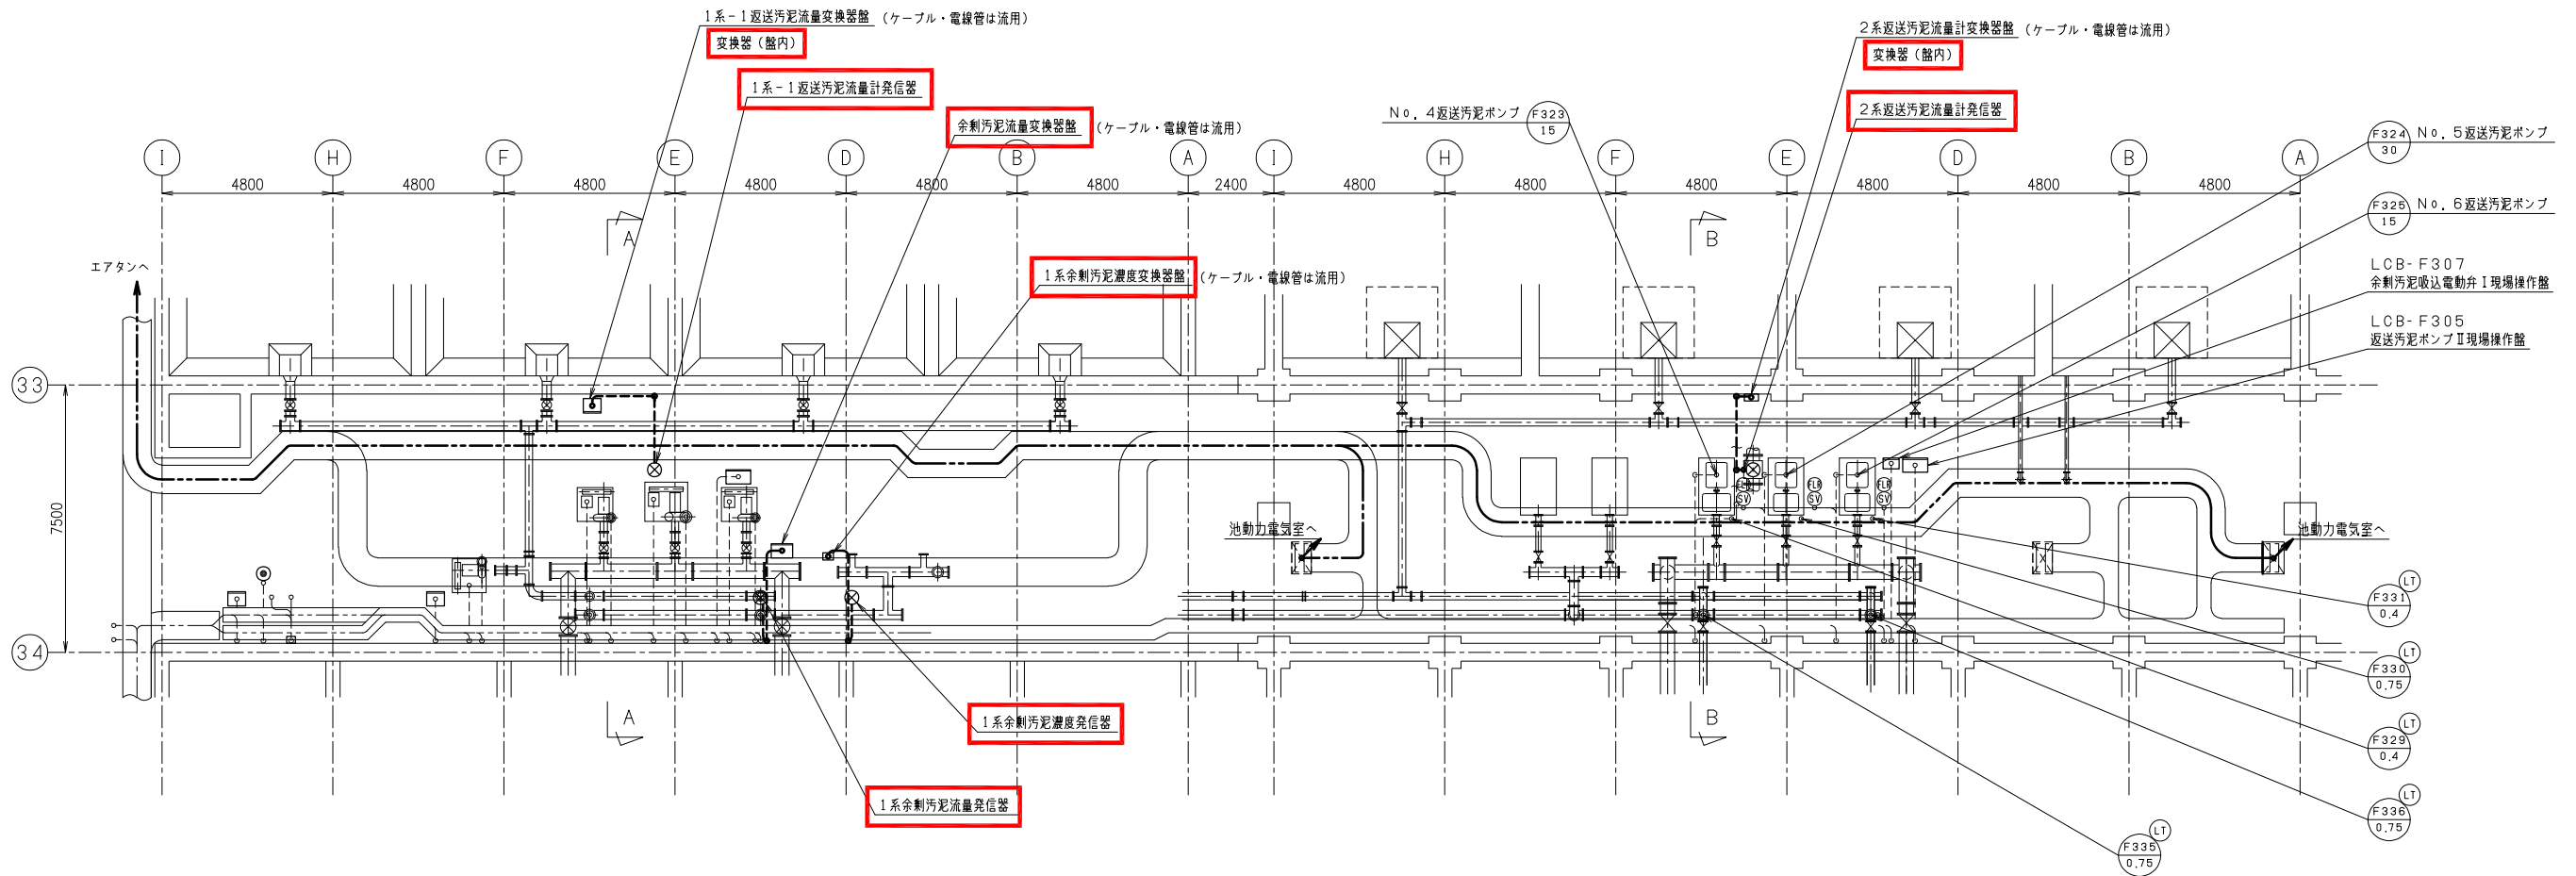 1系-1返送汚泥流量変換器盤 (ケーブル・電線管は流用)
変換器(盤内)
1系-1返送汚泥流量計発信器
余剰汚泥流量変換器盤 (ケーブル・電線管は流用)
1系余剰汚泥濃度変換器盤 (ケーブル・電線管は流用)
2系返送汚泥流量計変換器盤 (ケーブル・電線管は流用)
変換器(盤内)
2系返送汚泥流量計発信器
No.4返送汚泥ポンプ F323 15
F324 30 No.5返送汚泥ポンプ
F325 15 No.6返送汚泥ポンプ
LCB-F307
余剰汚泥吸込電動弁Ⅰ現場操作盤
LCB-F305
返送汚泥ポンプⅡ現場操作盤
I H F E D B A I H F E D B A
4800 4800 4800 4800 4800 4800 2400 4800 4800 4800 4800 4800 4800
A B
エアタンへ
33
7500
34
FLR FLR FLR
SV SV SV
池動力電気室へ
池動力電気室へ
A B
1系余剰汚泥濃度発信器
1系余剰汚泥流量発信器
LT
F331
0.4
LT
F330
0.75
LT
F329
0.4
LT
F336
0.75
LT
F335
0.75